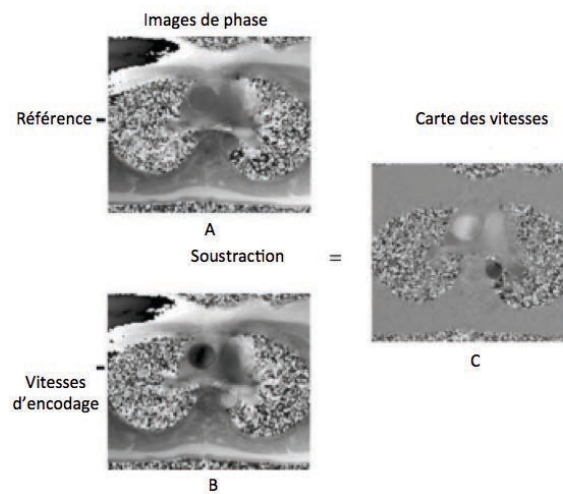 Images de phase
Référence
A
Carte des vitesses
Soustraction =
C
Vitesses
d'encodage
B